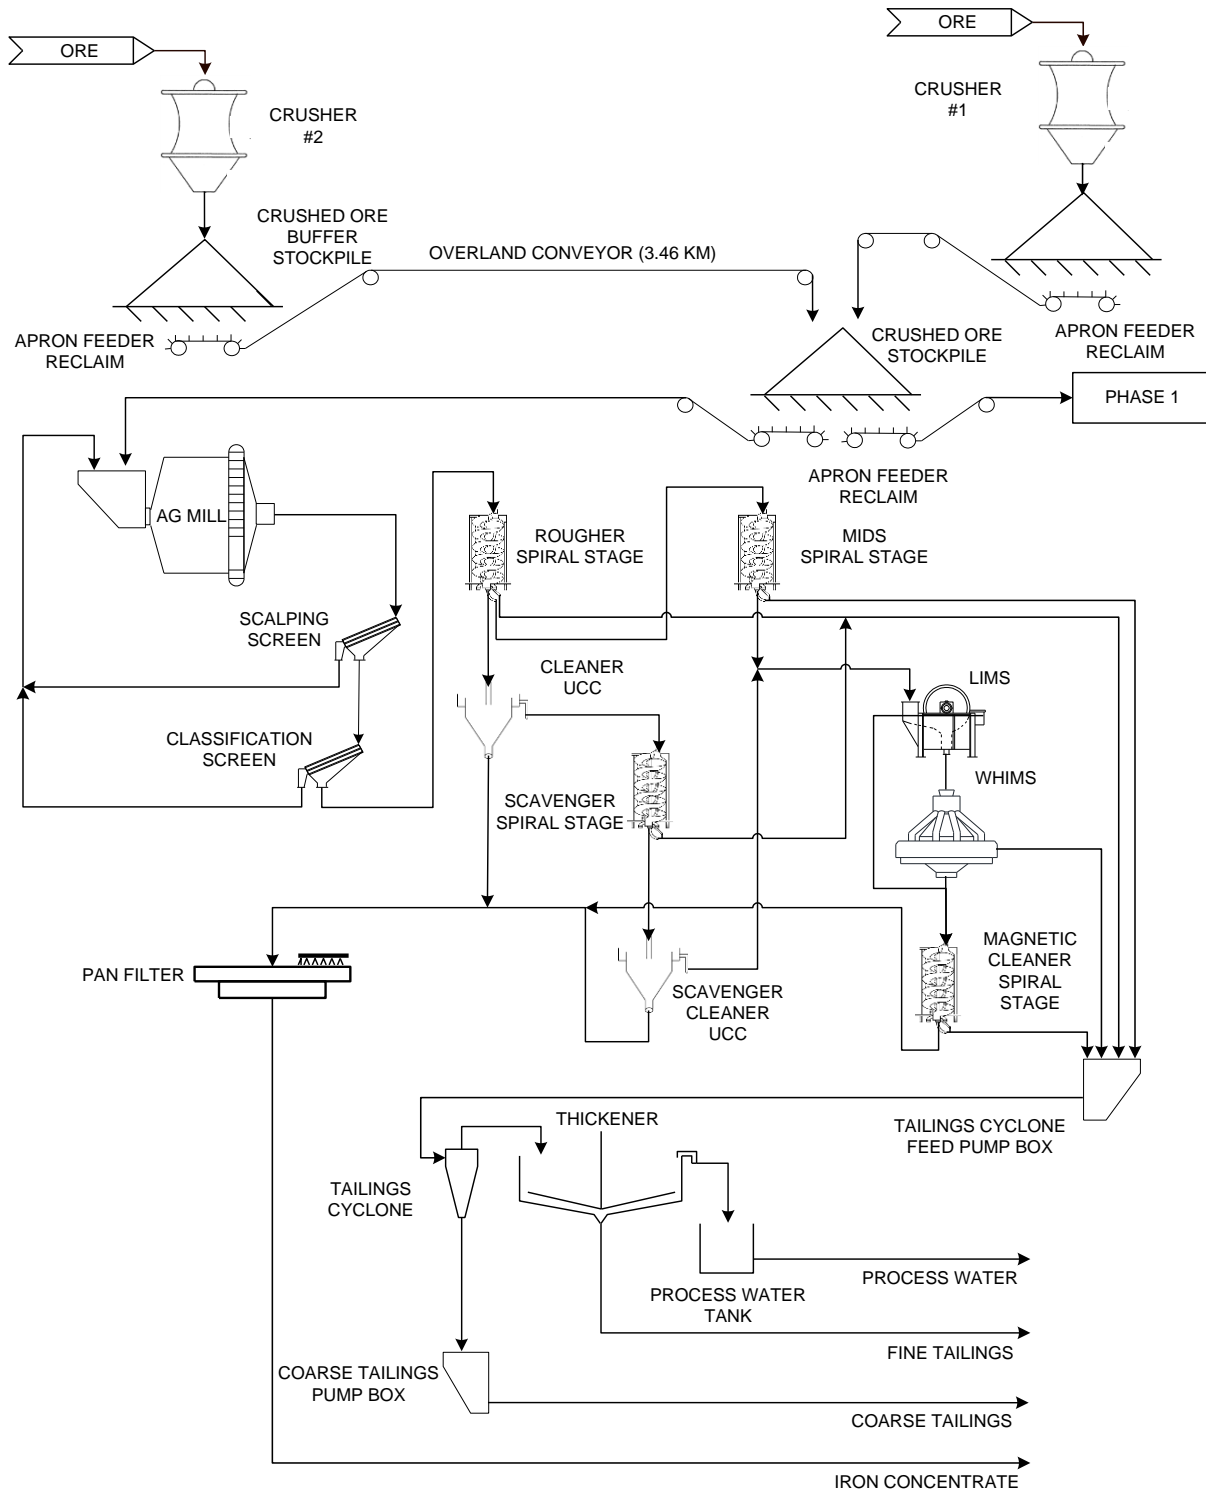 ORE
ORE
CRUSHER
#1
CRUSHER
#2
CRUSHED ORE
BUFFER
STOCKPILE
OVERLAND CONVEYOR (3.46 KM)
APRON FEEDER
RECLAIM
APRON FEEDER
RECLAIM
CRUSHED ORE
STOCKPILE
PHASE 1
APRON FEEDER
RECLAIM
AG MILL
ROUGHER
SPIRAL STAGE
MIDS
SPIRAL STAGE
SCALPING
SCREEN
CLEANER
UCC
LIMS
CLASSIFICATION
SCREEN
WHIMS
SCAVENGER
SPIRAL STAGE
MAGNETIC
CLEANER
SPIRAL
STAGE
PAN FILTER
SCAVENGER
CLEANER
UCC
THICKENER
TAILINGS CYCLONE
FEED PUMP BOX
TAILINGS
CYCLONE
PROCESS WATER
PROCESS WATER
TANK
FINE TAILINGS
COARSE TAILINGS
PUMP BOX
COARSE TAILINGS
IRON CONCENTRATE